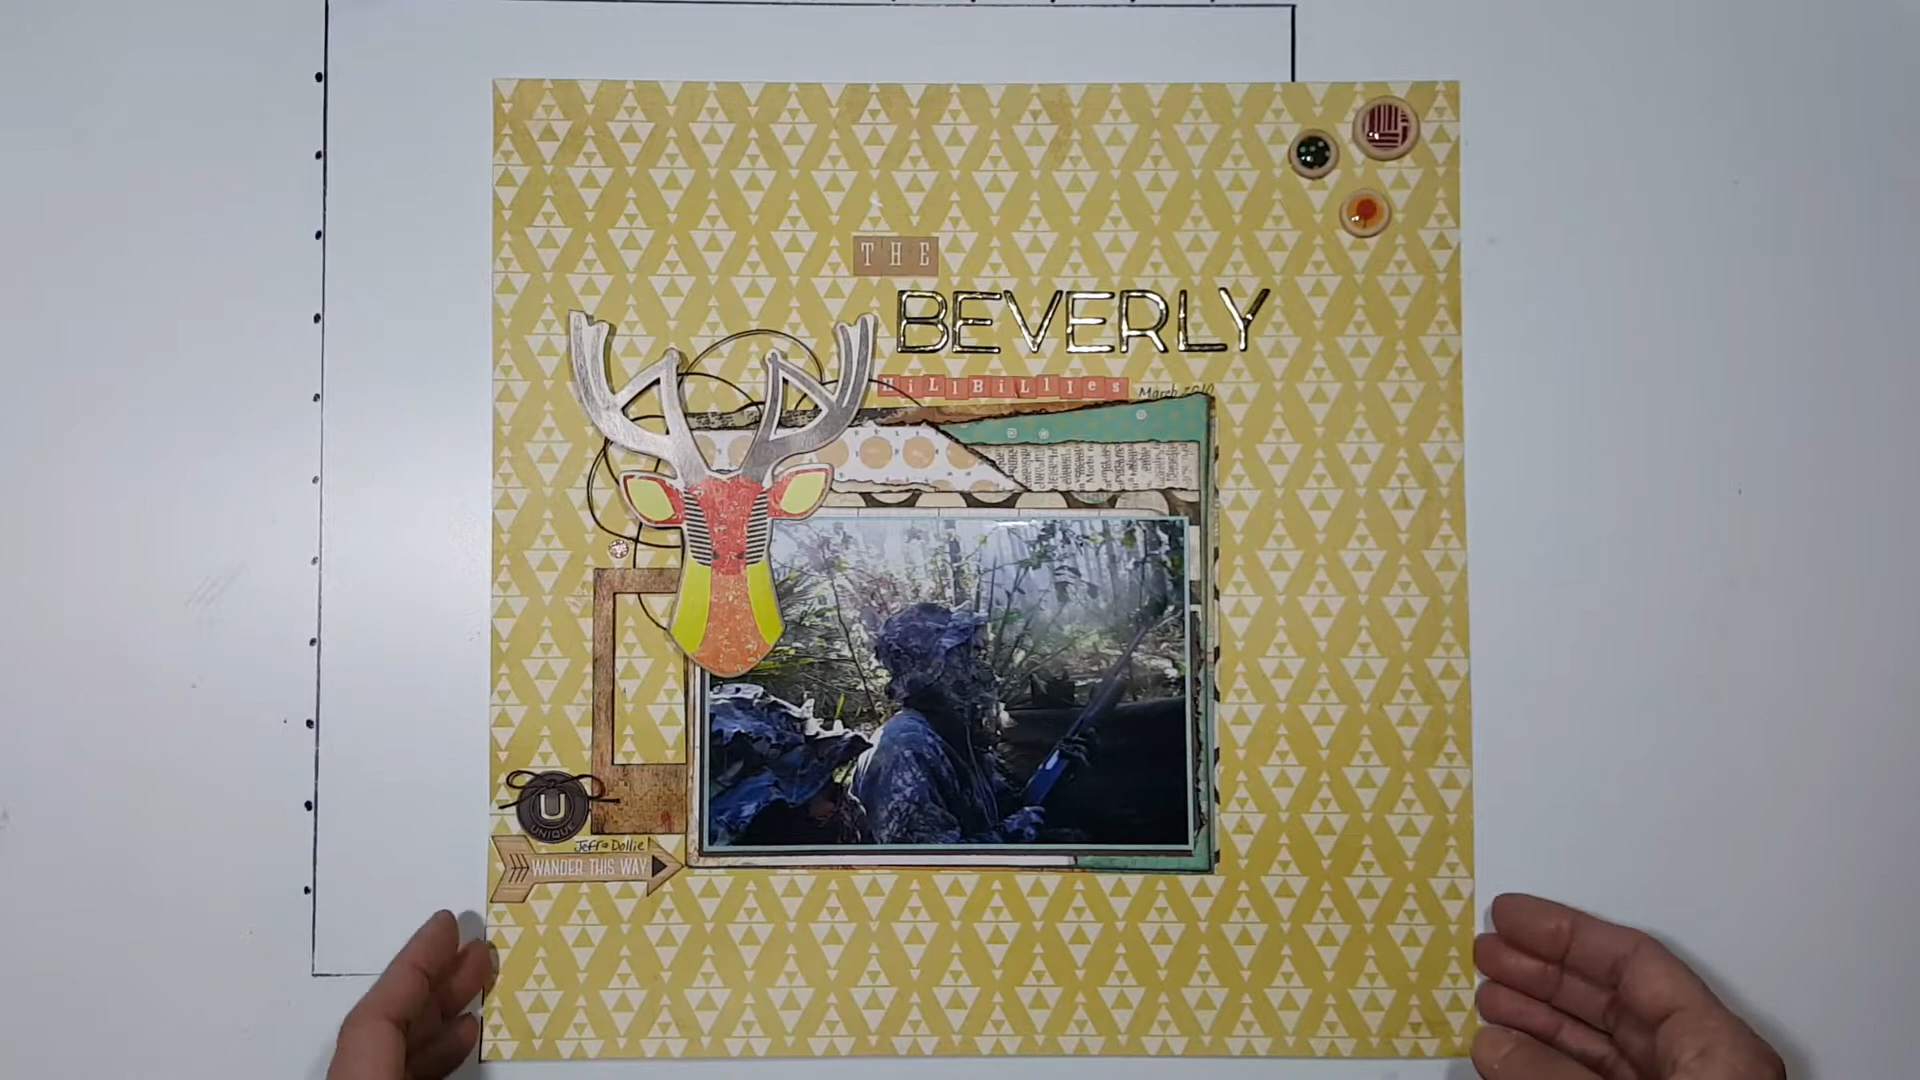 THE
BEVERLY
HiLlBillIes
March 2010
U
UNIQUE
Jeff & Dollie!
WANDER THIS WAY